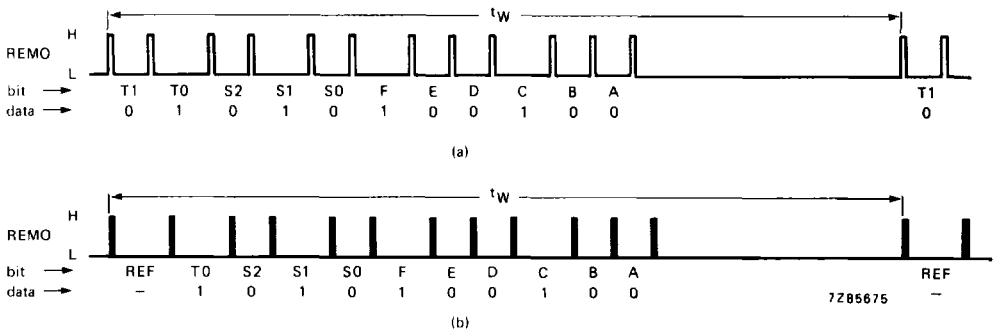 tW
H
REMO
L
bit → T1 T0 S2 S1 S0 F E D C B A T1
data → 0 1 0 1 0 1 0 0 1 0 0 0
(a)
tW
H
REMO
L
bit → REF T0 S2 S1 S0 F E D C B A REF
data → – 1 0 1 0 1 0 0 1 0 0 –
7Z85675
(b)